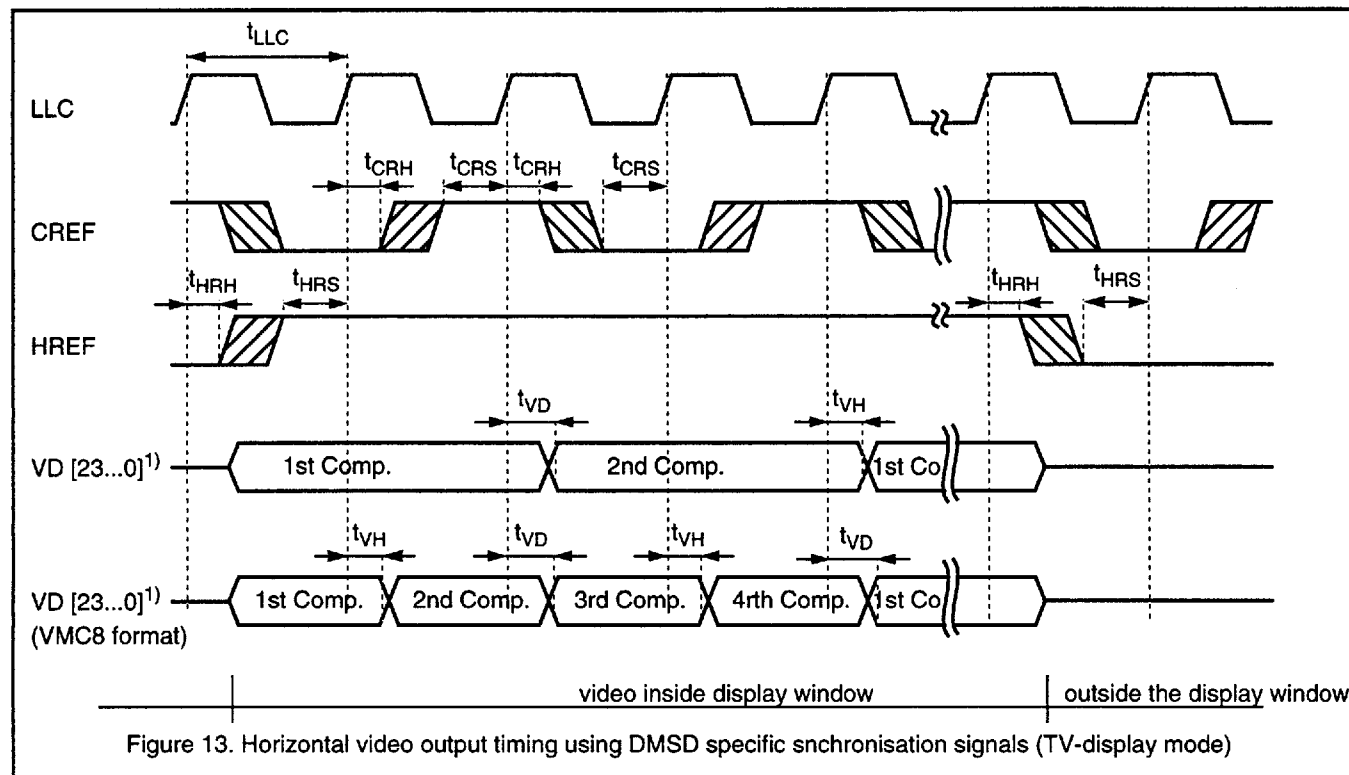 tLLC
LLC
tCRH tCRS tCRH tCRS
CREF
tHRH tHRS tHRH tHRS
HREF
tVD tVH
VD [23...0]1) 1st Comp. 2nd Comp. 1st Co
tVH tVD tVH tVD
VD [23...0]1) 1st Comp. 2nd Comp. 3rd Comp. 4rth Comp. 1st Co
(VMC8 format)
video inside display window outside the display window
Figure 13. Horizontal video output timing using DMSD specific snchronisation signals (TV-display mode)